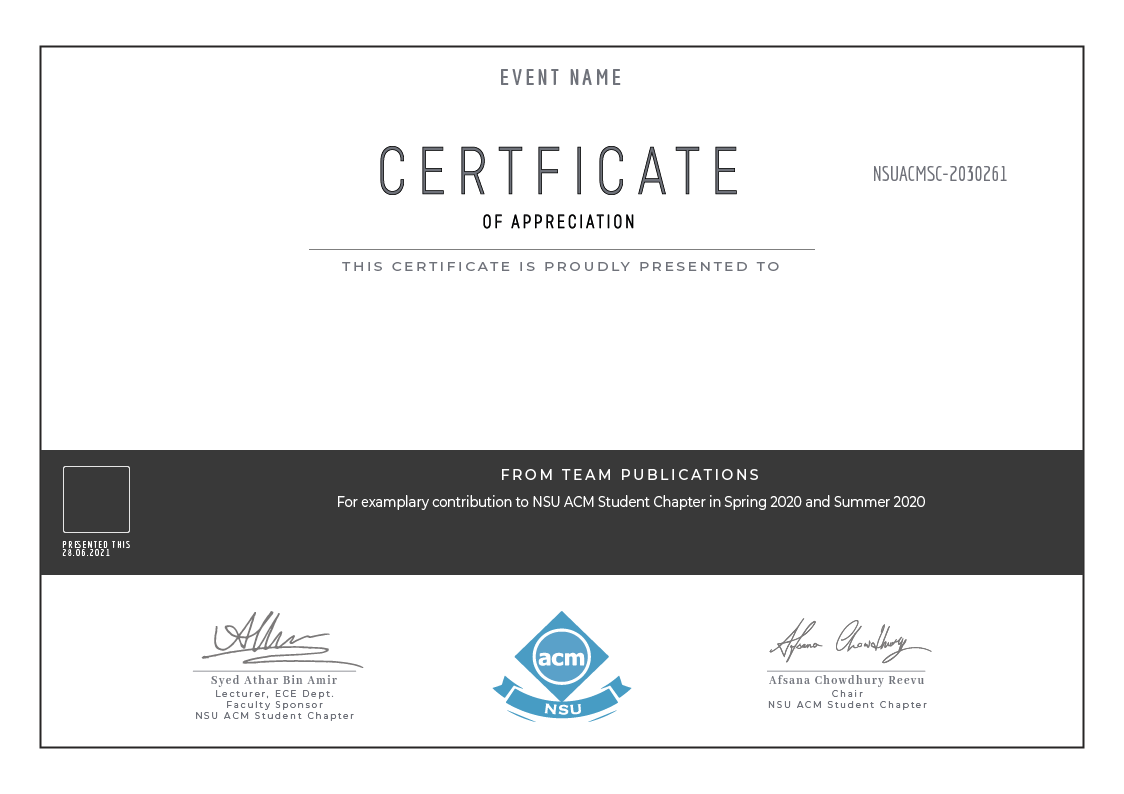 EVENT NAME
CERTFICATE
NSUACMSC-2030261
OF APPRECIATION
THIS CERTIFICATE IS PROUDLY PRESENTED TO
FROM TEAM PUBLICATIONS
For examplary contribution to NSU ACM Student Chapter in Spring 2020 and Summer 2020
PRESENTED THIS
28.06.2021
Afsana Chowdhury
acm
NSU
Syed Athar Bin Amir
Lecturer, ECE Dept.
Faculty Sponsor
NSU ACM Student Chapter
Afsana Chowdhury Reevu
Chair
NSU ACM Student Chapter